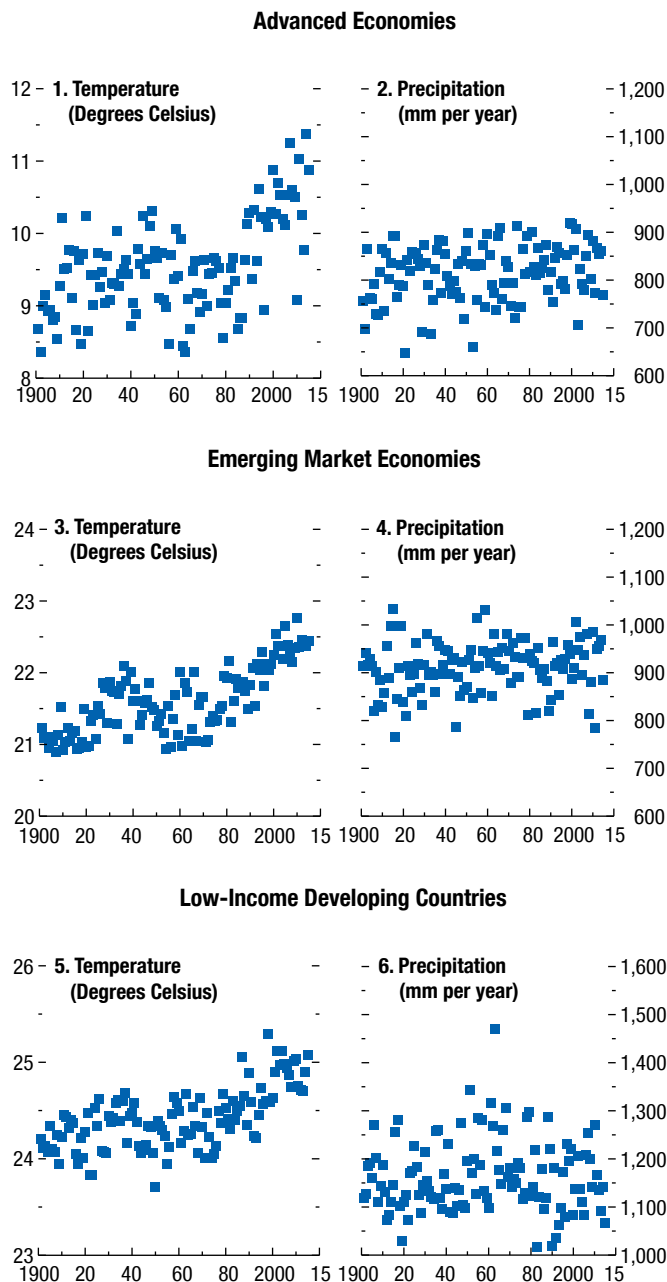 Advanced Economies
1. Temperature
(Degrees Celsius)
2. Precipitation
(mm per year)
12
11
10
9
8
1,200
1,100
1,000
900
800
700
600
1900 20 40 60 80 2000 15
1900 20 40 60 80 2000 15
Emerging Market Economies
3. Temperature
(Degrees Celsius)
4. Precipitation
(mm per year)
24
23
22
21
20
1,200
1,100
1,000
900
800
700
600
1900 20 40 60 80 2000 15
1900 20 40 60 80 2000 15
Low-Income Developing Countries
5. Temperature
(Degrees Celsius)
6. Precipitation
(mm per year)
26
25
24
23
1,600
1,500
1,400
1,300
1,200
1,100
1,000
1900 20 40 60 80 2000 15
1900 20 40 60 80 2000 15